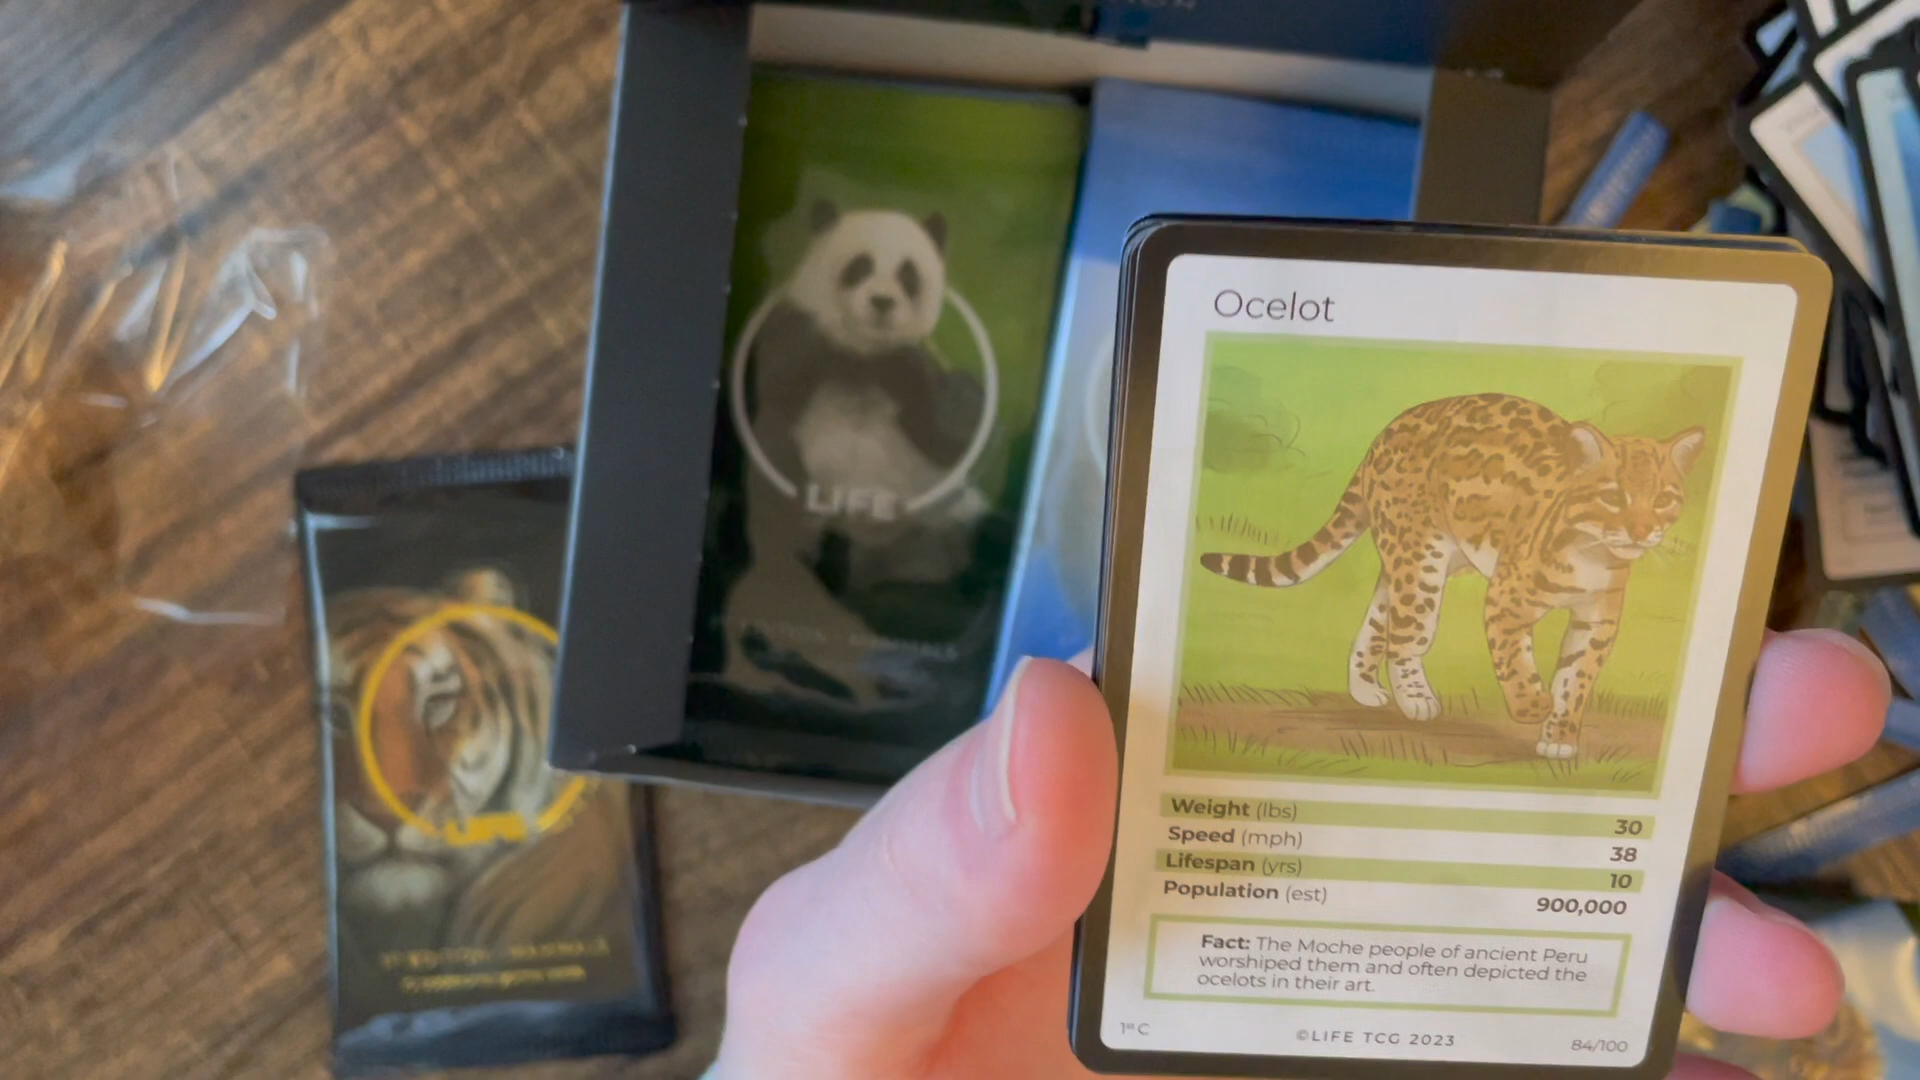 LIFE
LIFE
Ocelot
Weight (lbs) 30
Speed (mph) 38
Lifespan (yrs) 10
Population (est) 900,000
Fact: The Moche people of ancient Peru
worshiped them and often depicted the
ocelots in their art.
1st C ©LIFE TCG 2023 84/100